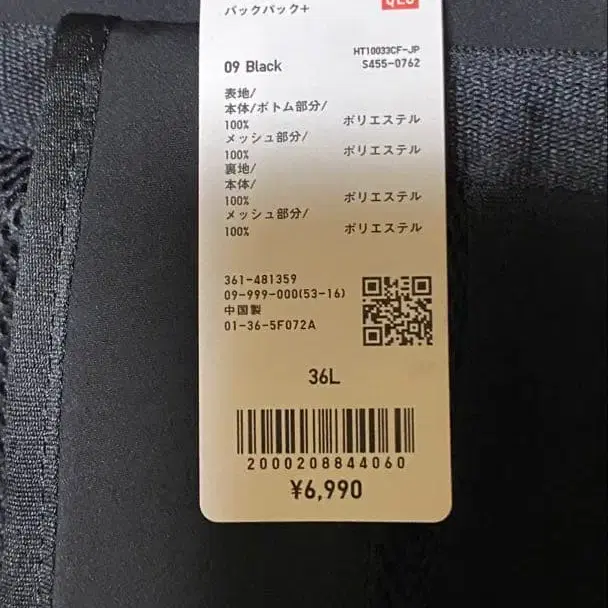 QLO
バックパック+
HT10033CF-JP
09 Black
S455-0762
表地/
本体/ボトム部分/
100% ポリエステル
メッシュ部分/
100% ポリエステル
裏地/
本体/
100% ポリエステル
メッシュ部分/
100% ポリエステル
361-481359
09-999-000(53-16)
中国製
01-36-5F072A
36L
2000208844060
¥6,990